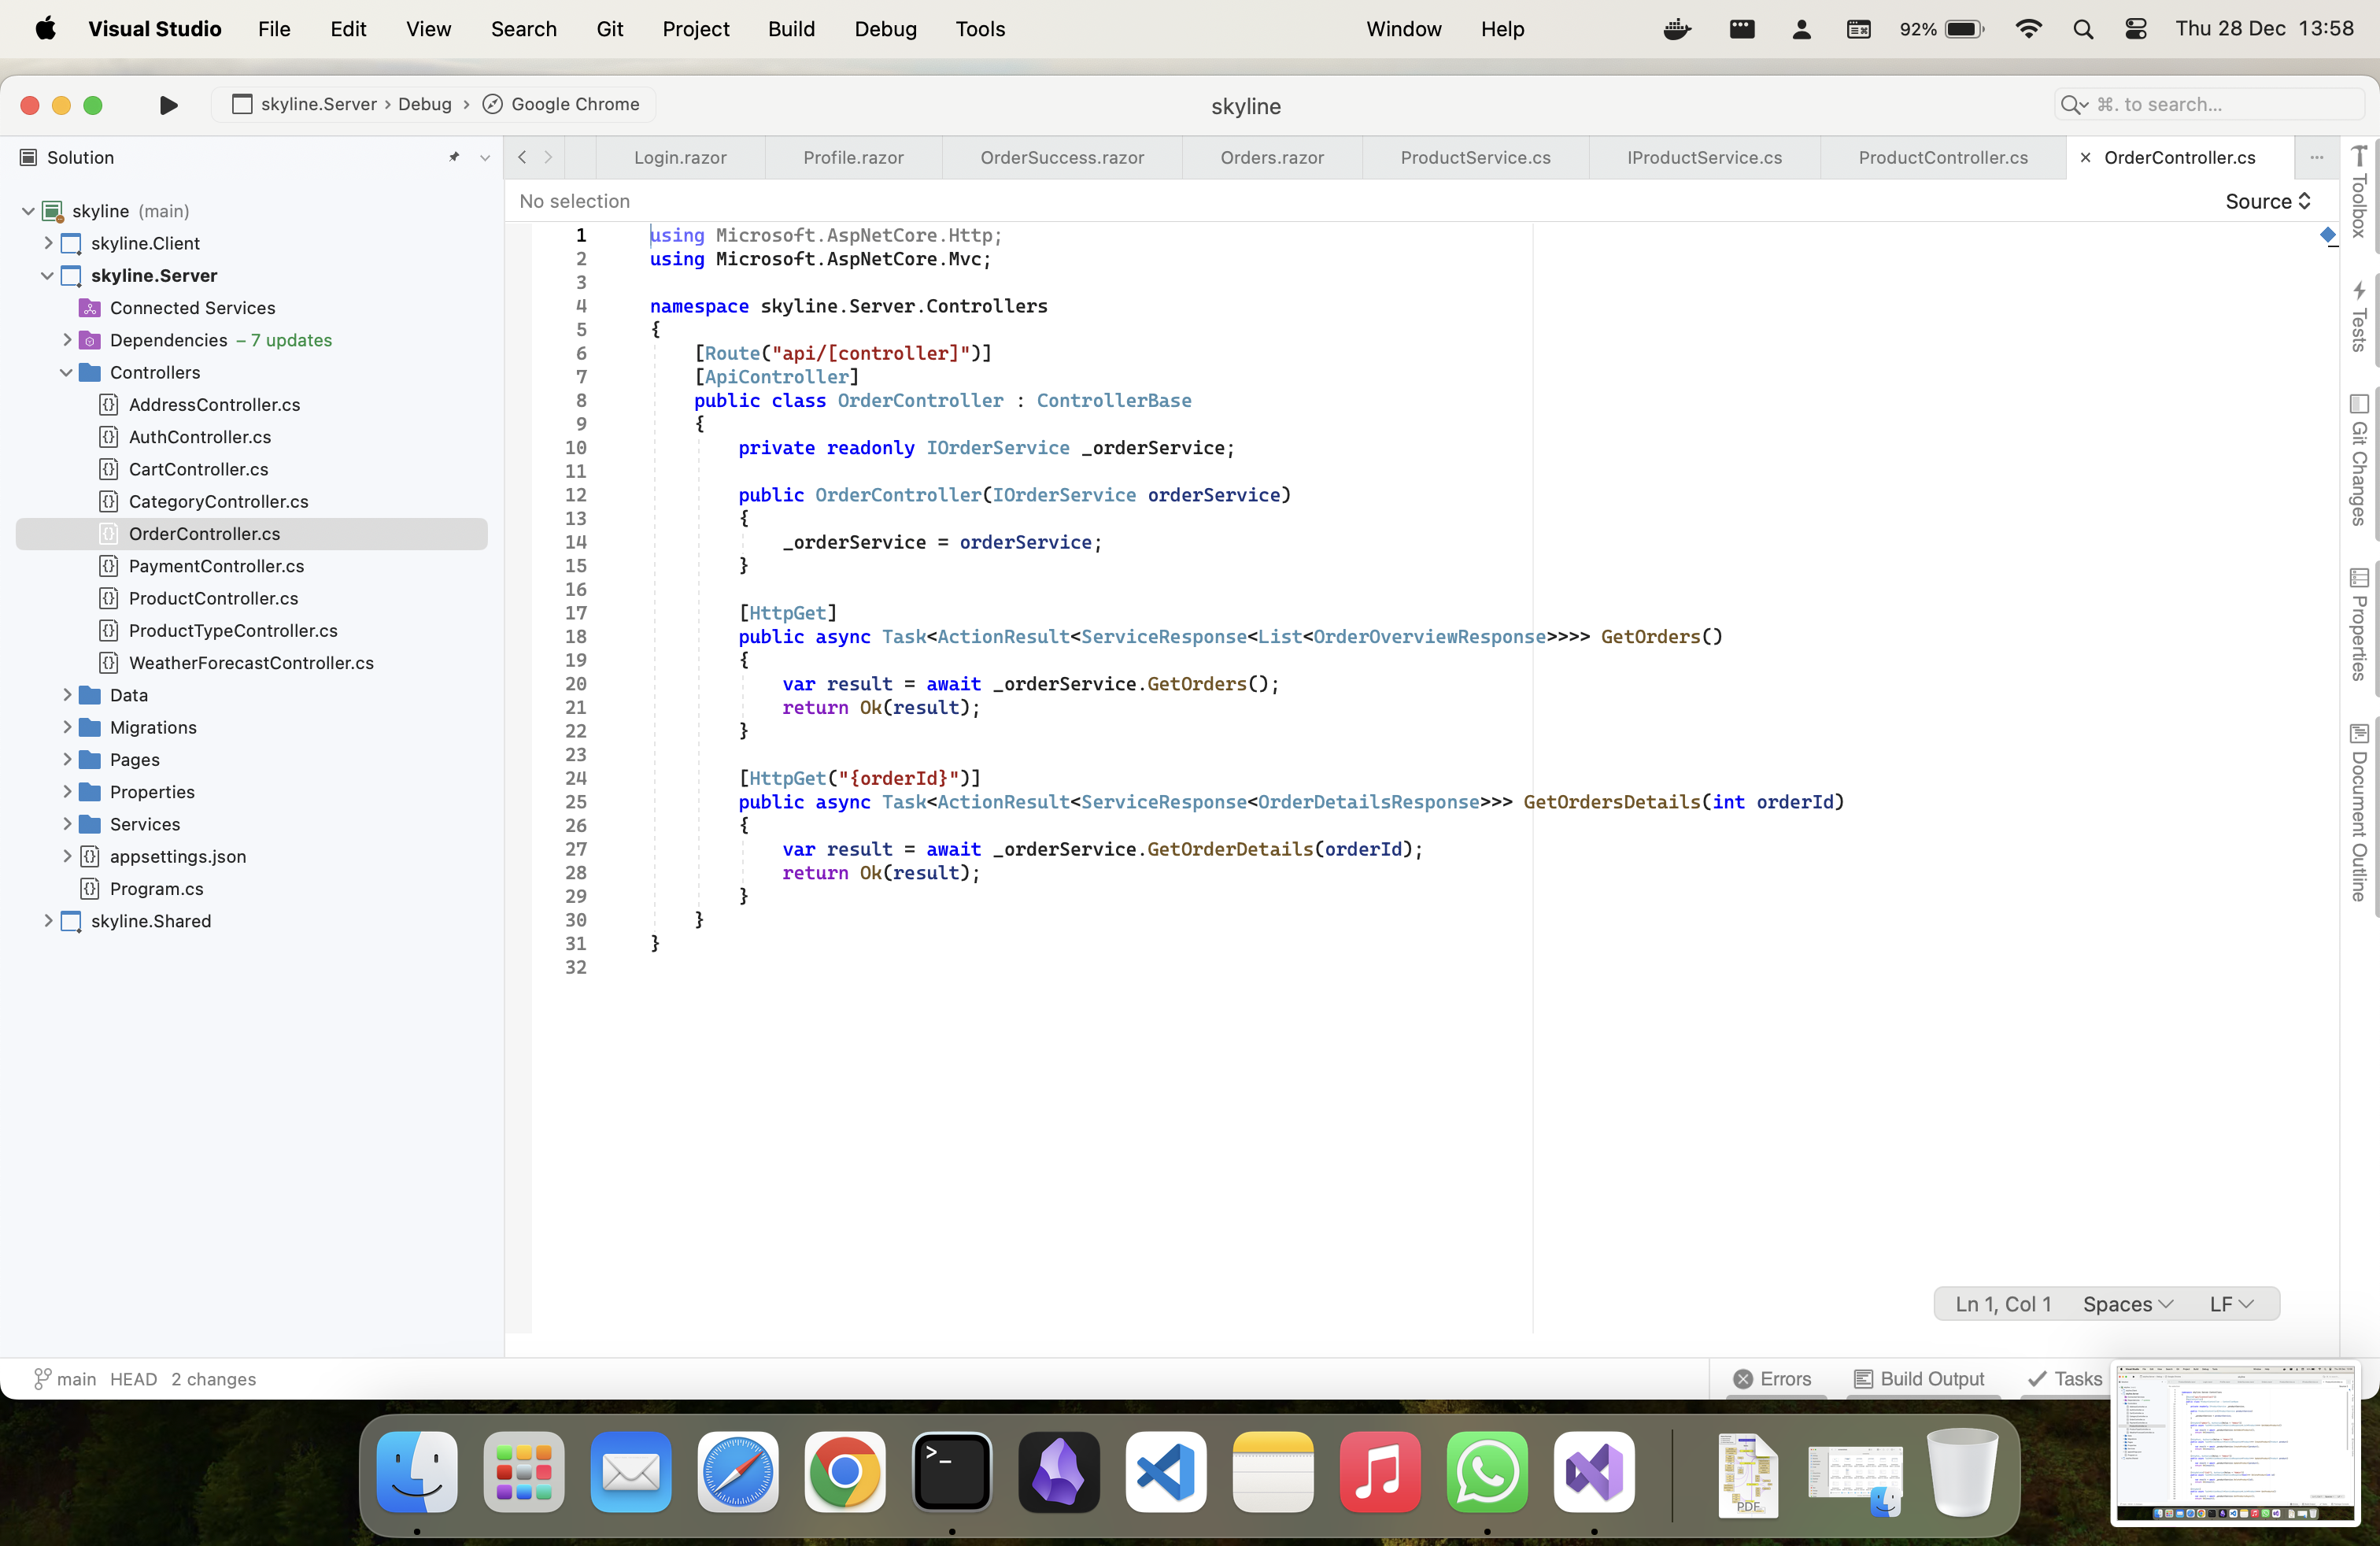 Visual Studio File Edit View Search Git Project Build Debug Tools Window Help 92% Thu 28 Dec 13:58
skyline.Server › Debug › Google Chrome skyline ⌘. to search...
Solution
Login.razor Profile.razor OrderSuccess.razor Orders.razor ProductService.cs IProductService.cs ProductController.cs × OrderController.cs ...
No selection Source
skyline (main)
skyline.Client
skyline.Server
Connected Services
Dependencies – 7 updates
Controllers
AddressController.cs
AuthController.cs
CartController.cs
CategoryController.cs
OrderController.cs
PaymentController.cs
ProductController.cs
ProductTypeController.cs
WeatherForecastController.cs
Data
Migrations
Pages
Properties
Services
appsettings.json
Program.cs
skyline.Shared
1 using Microsoft.AspNetCore.Http;
2 using Microsoft.AspNetCore.Mvc;
3
4 namespace skyline.Server.Controllers
5 {
6 [Route("api/[controller]")]
7 [ApiController]
8 public class OrderController : ControllerBase
9 {
10 private readonly IOrderService _orderService;
11
12 public OrderController(IOrderService orderService)
13 {
14 _orderService = orderService;
15 }
16
17 [HttpGet]
18 public async Task<ActionResult<ServiceResponse<List<OrderOverviewResponse>>>> GetOrders()
19 {
20 var result = await _orderService.GetOrders();
21 return Ok(result);
22 }
23
24 [HttpGet("{orderId}")]
25 public async Task<ActionResult<ServiceResponse<OrderDetailsResponse>>> GetOrdersDetails(int orderId)
26 {
27 var result = await _orderService.GetOrderDetails(orderId);
28 return Ok(result);
29 }
30 }
31 }
32
Toolbox
Tests
Git Changes
Properties
Document Outline
Ln 1, Col 1 Spaces LF
main HEAD 2 changes
Errors Build Output Tasks
PDF